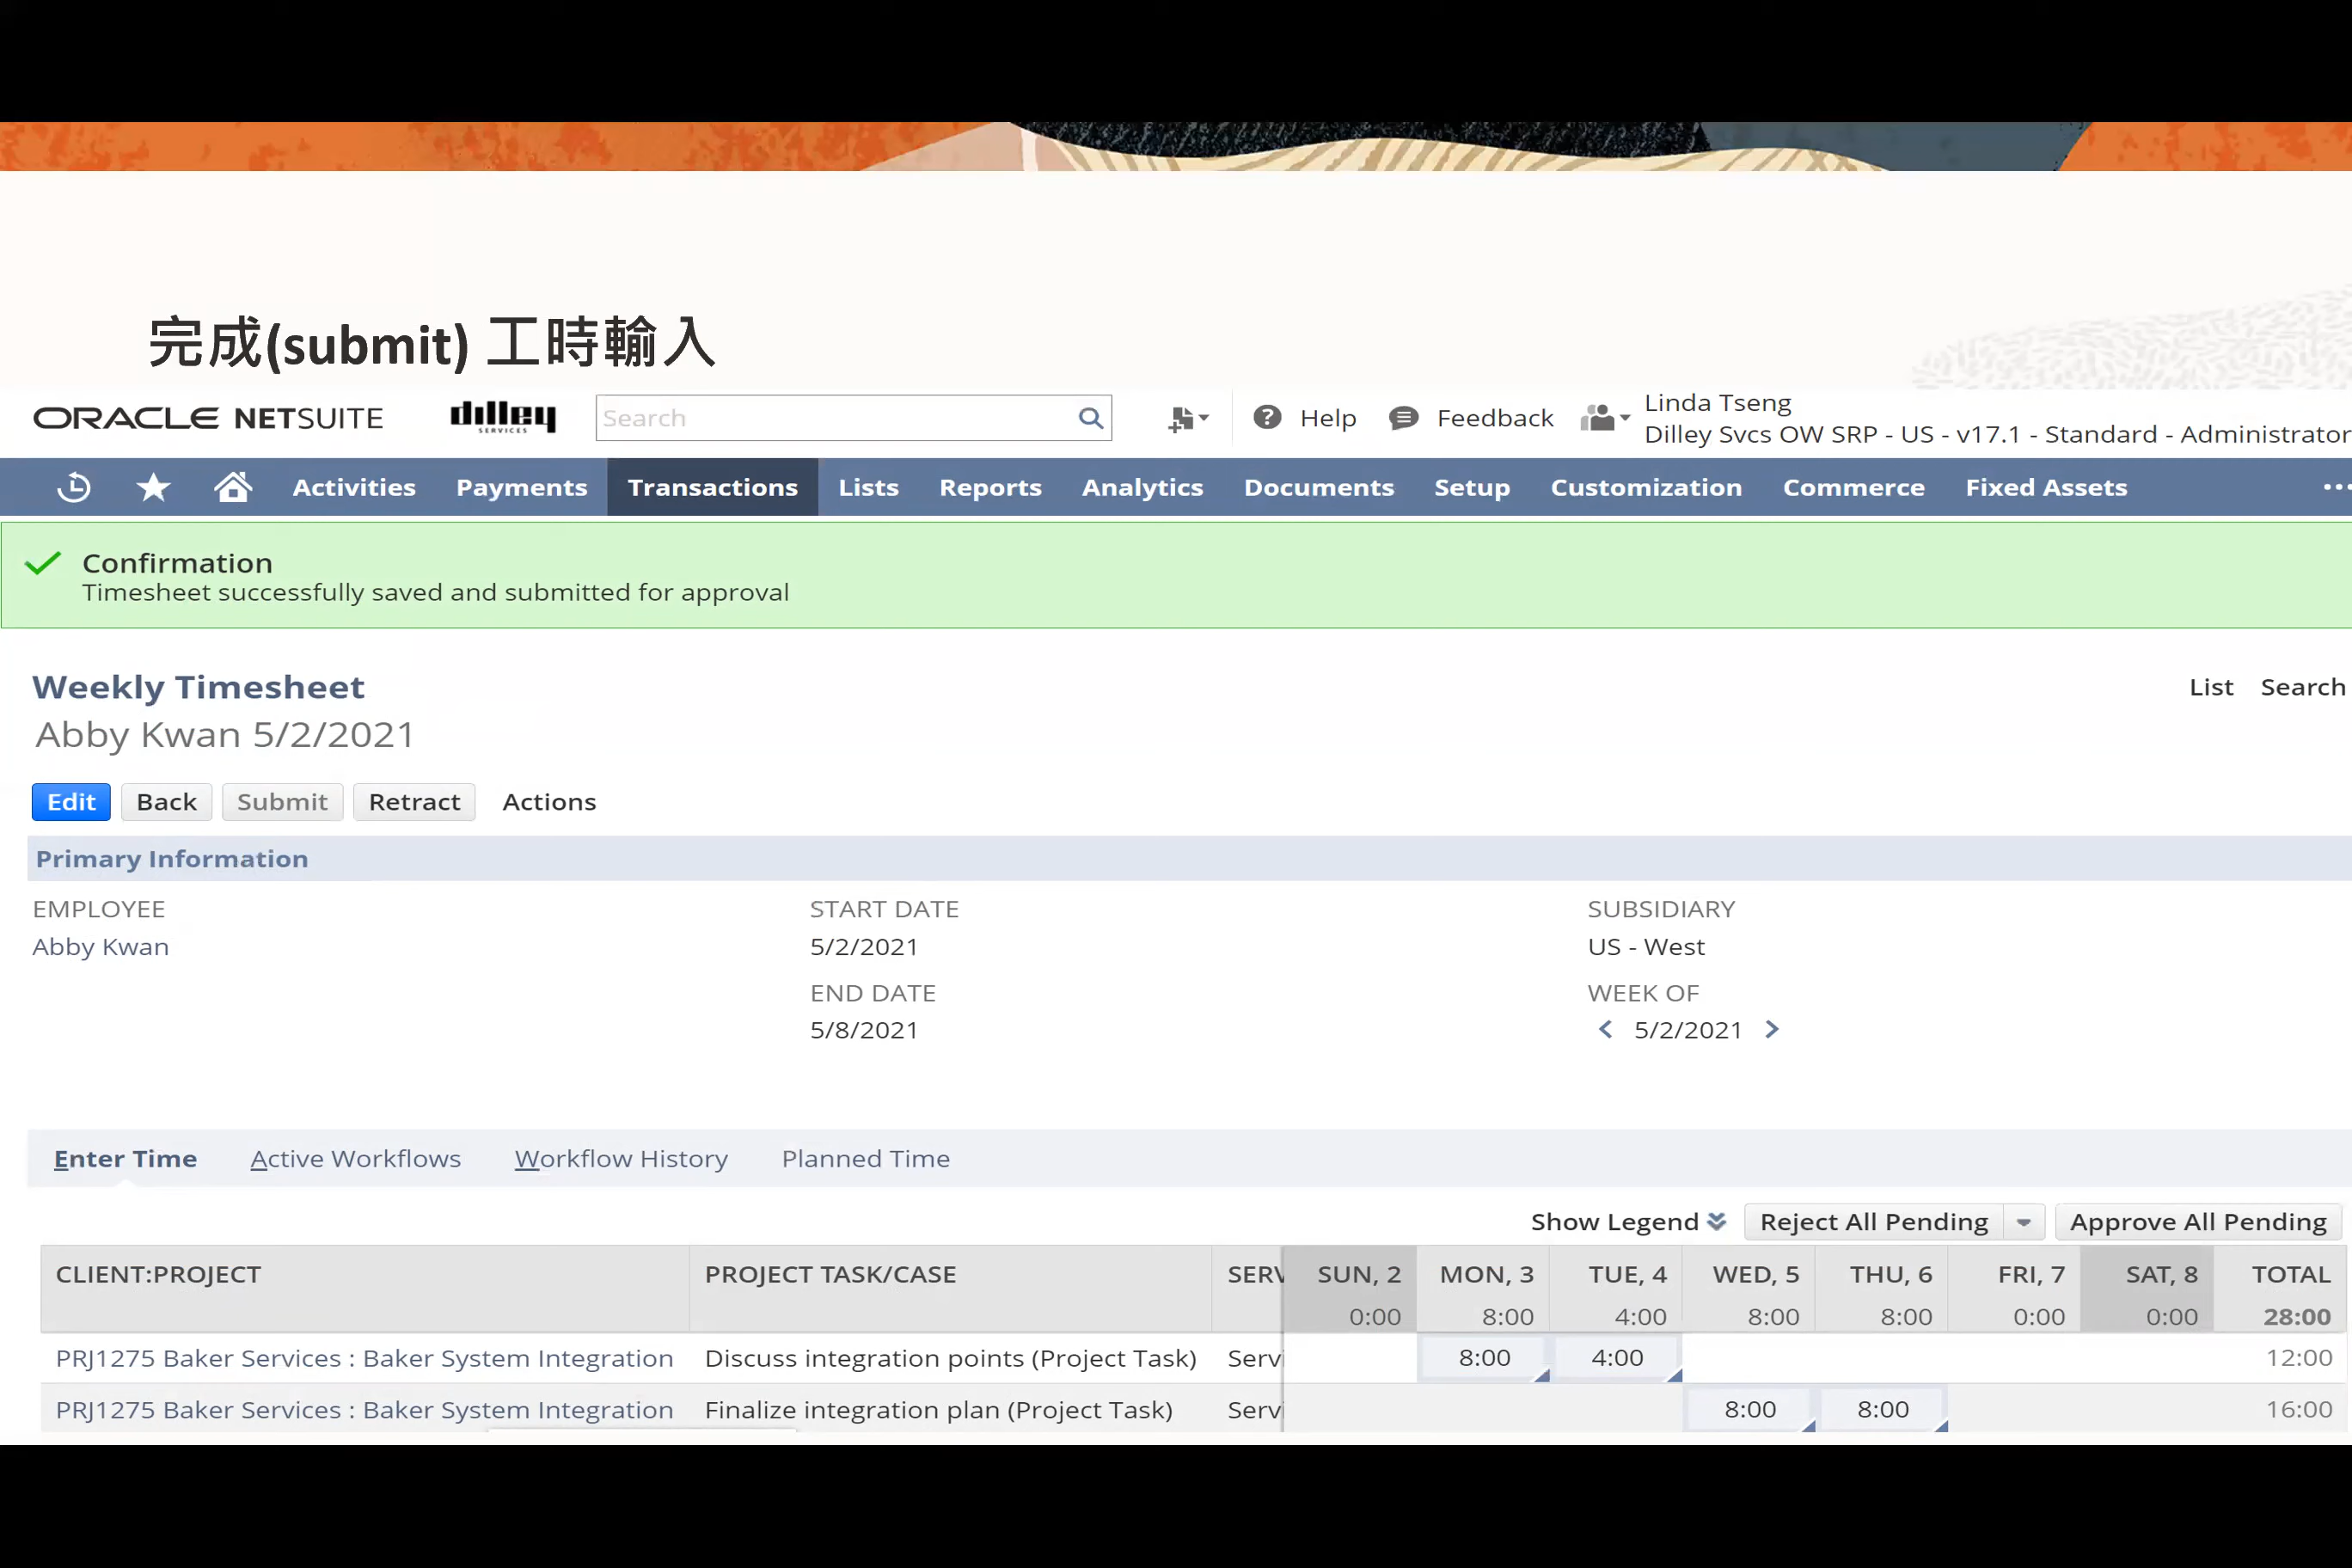 完成(submit) 工時輸入
ORACLE NETSUITE dilley SERVICES Search Help Feedback Linda Tseng
Dilley Svcs OW SRP - US - v17.1 - Standard - Administrator
Activities Payments Transactions Lists Reports Analytics Documents Setup Customization Commerce Fixed Assets ...
Confirmation
Timesheet successfully saved and submitted for approval
Weekly Timesheet List Search
Abby Kwan 5/2/2021
Edit Back Submit Retract Actions
Primary Information
EMPLOYEE START DATE SUBSIDIARY
Abby Kwan 5/2/2021 US - West
END DATE WEEK OF
5/8/2021 < 5/2/2021 >
Enter Time Active Workflows Workflow History Planned Time
Show Legend Reject All Pending Approve All Pending
CLIENT:PROJECT PROJECT TASK/CASE SERV SUN, 2 MON, 3 TUE, 4 WED, 5 THU, 6 FRI, 7 SAT, 8 TOTAL
0:00 8:00 4:00 8:00 8:00 0:00 0:00 28:00
PRJ1275 Baker Services : Baker System Integration Discuss integration points (Project Task) Servi 8:00 4:00 12:00
PRJ1275 Baker Services : Baker System Integration Finalize integration plan (Project Task) Servi 8:00 8:00 16:00